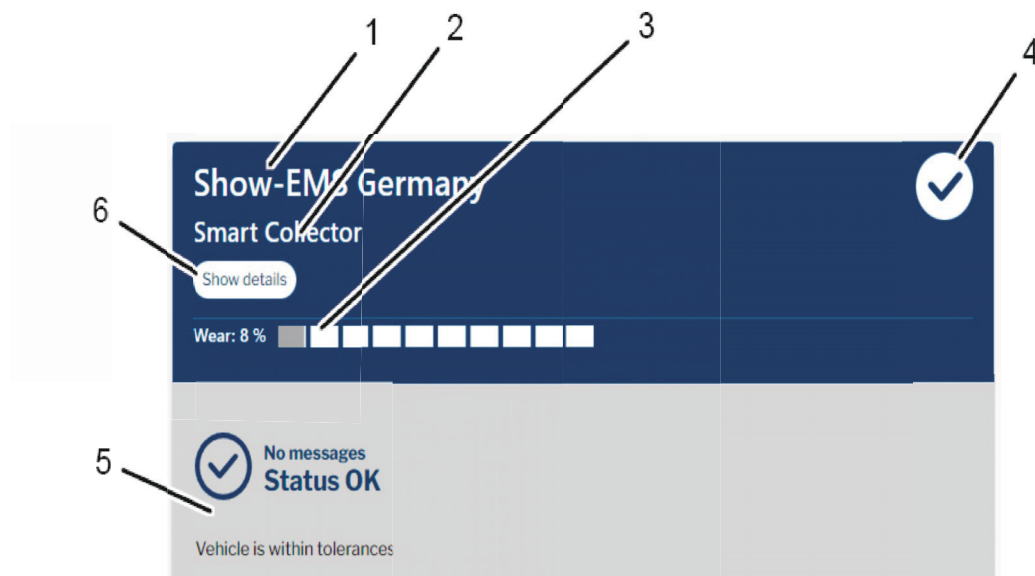 1
2
3
4
Show-EMS Germany
Smart Collector
6
Show details
Wear: 8 %
No messages
5
Status OK
Vehicle is within tolerances